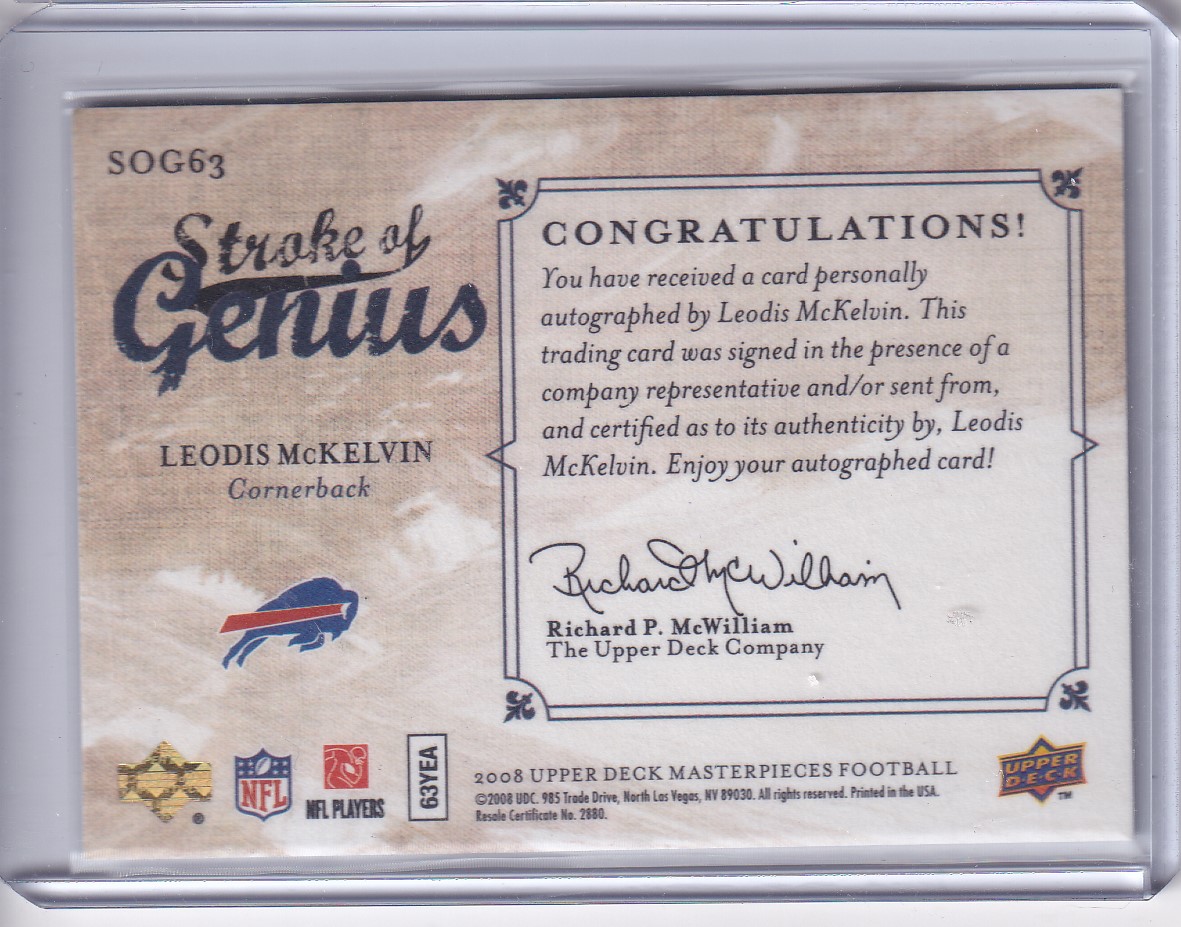 SOG63
Stroke of
Genius
LEODIS McKELVIN
Cornerback
CONGRATULATIONS!
You have received a card personally
autographed by Leodis McKelvin. This
trading card was signed in the presence of a
company representative and/or sent from,
and certified as to its authenticity by, Leodis
McKelvin. Enjoy your autographed card!
Richard McWilliam
Richard P. McWilliam
The Upper Deck Company
®
NFL
NFL PLAYERS
63YEA
2008 UPPER DECK MASTERPIECES FOOTBALL
©2008 UDC. 985 Trade Drive, North Las Vegas, NV 89030. All rights reserved. Printed in the USA.
Resale Certificate No. 2880.
UPPER
D·E·C·K
TM